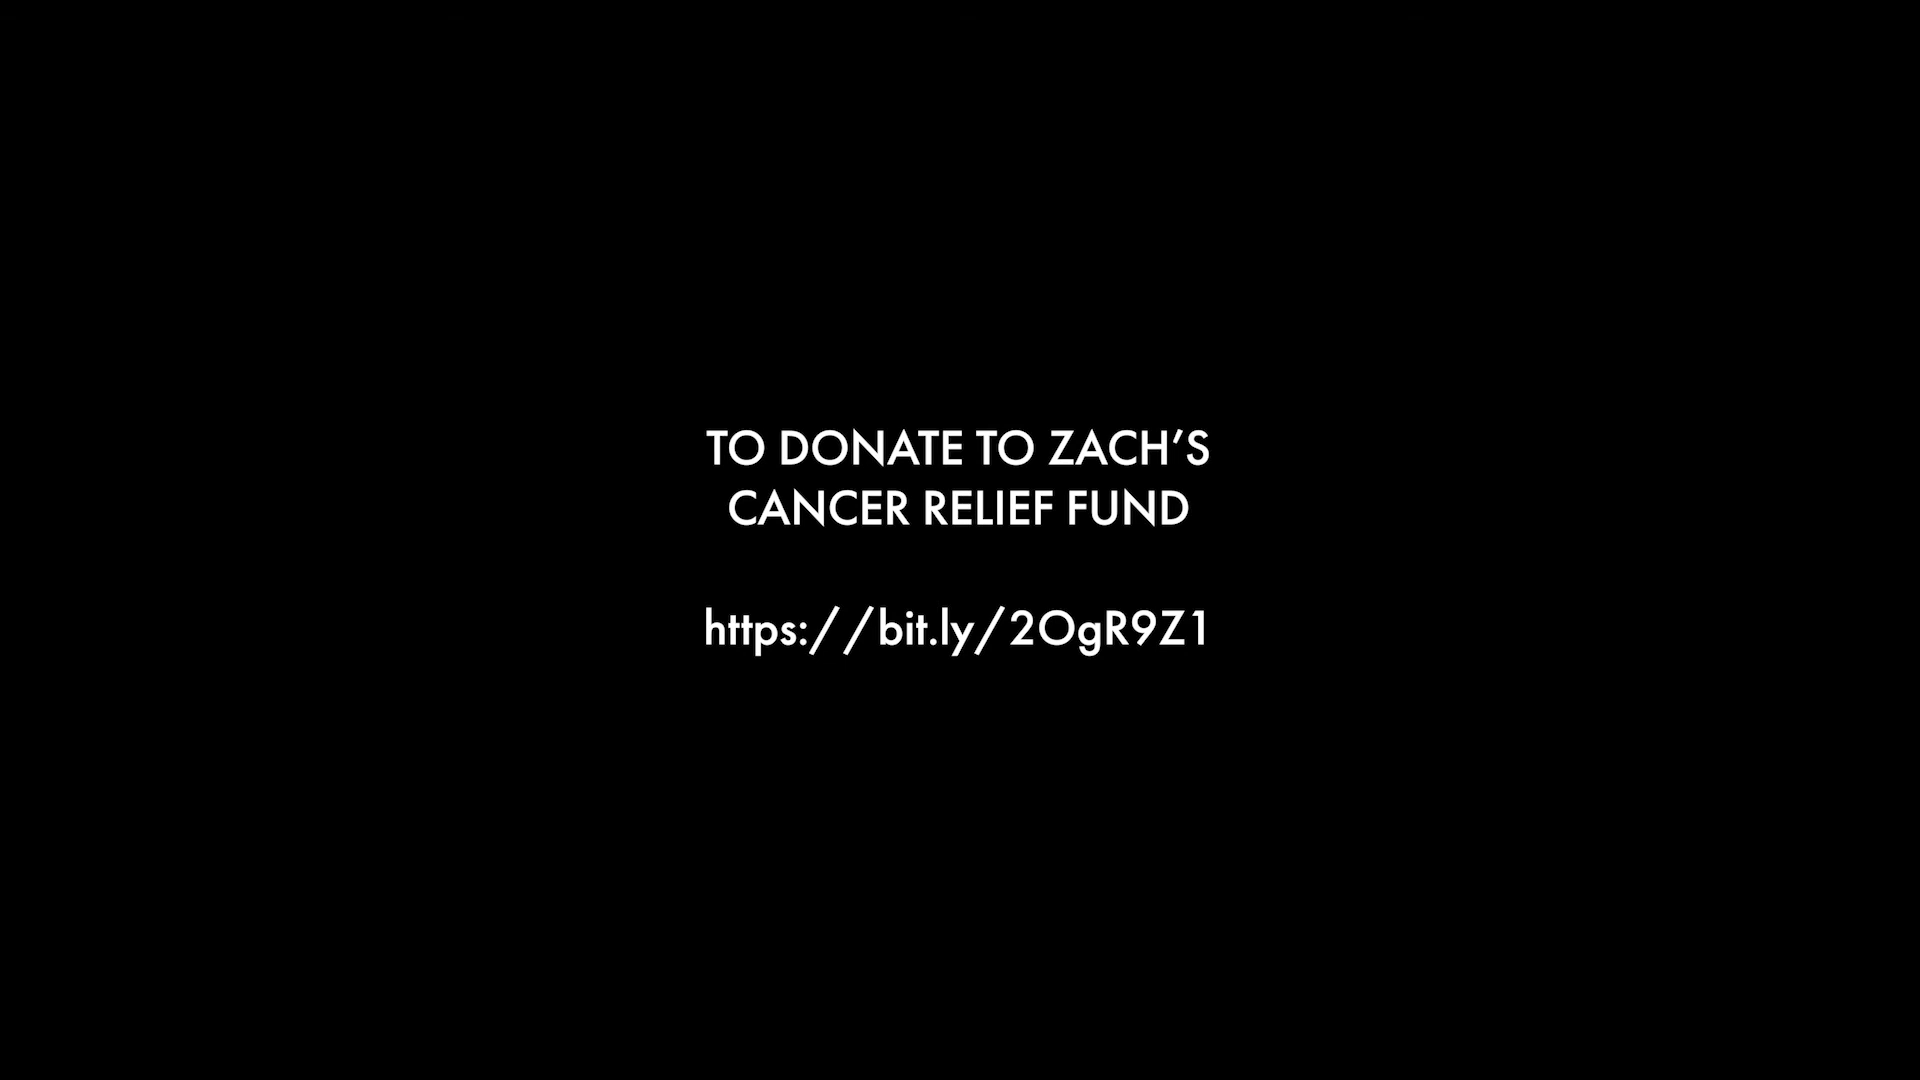 TO DONATE TO ZACH’S
CANCER RELIEF FUND
https://bit.ly/2OgR9Z1